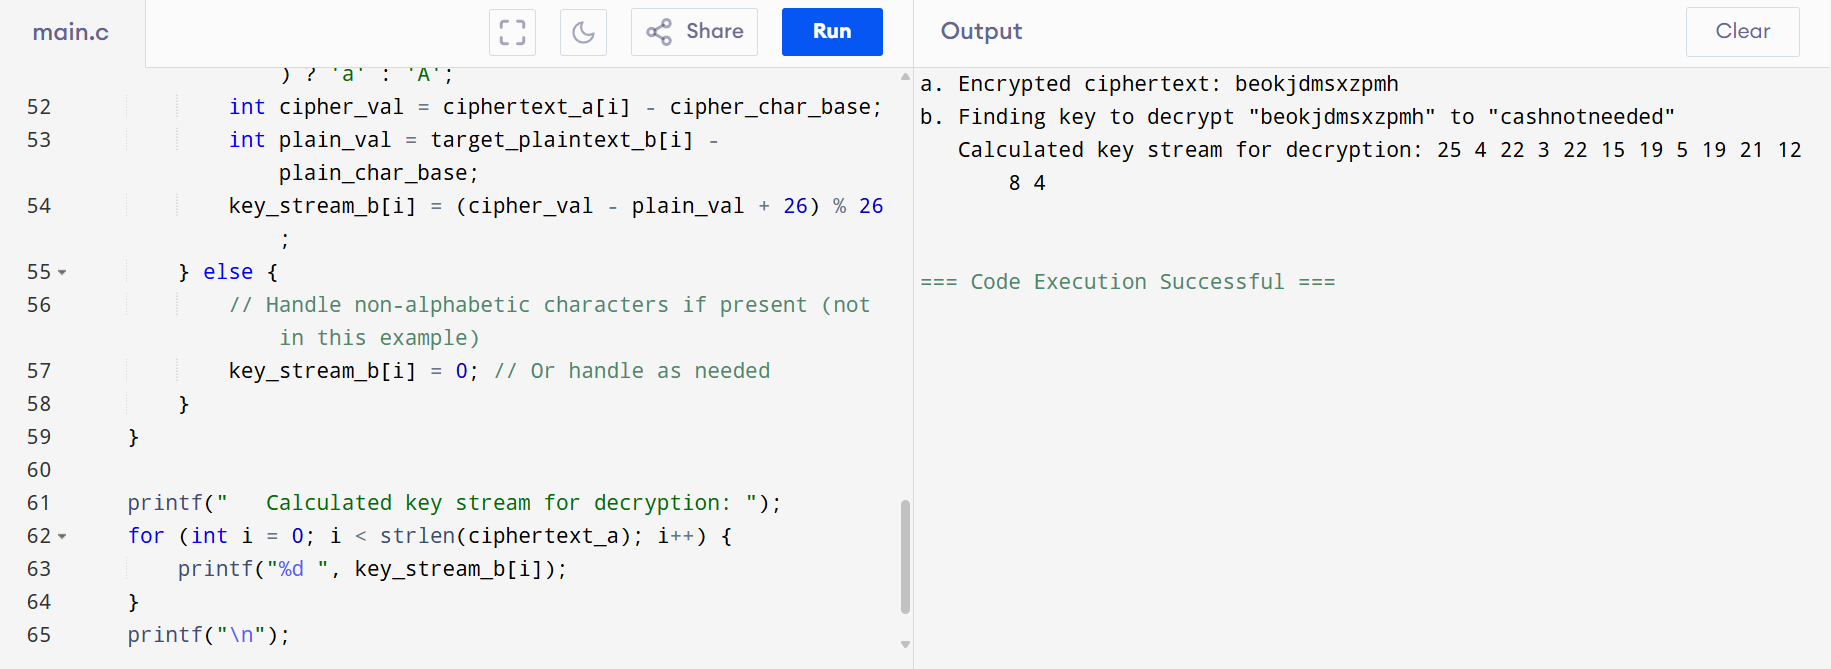 main.c
Share
Run
Output
Clear
) ? 'a' : 'A';
52 int cipher_val = ciphertext_a[i] - cipher_char_base;
53 int plain_val = target_plaintext_b[i] -
plain_char_base;
54 key_stream_b[i] = (cipher_val - plain_val + 26) % 26
;
55 } else {
56 // Handle non-alphabetic characters if present (not
in this example)
57 key_stream_b[i] = 0; // Or handle as needed
58 }
59 }
60
61 printf("   Calculated key stream for decryption: ");
62 for (int i = 0; i < strlen(ciphertext_a); i++) {
63 printf("%d ", key_stream_b[i]);
64 }
65 printf("\n");
a. Encrypted ciphertext: beokjdmsxzpmh
b. Finding key to decrypt "beokjdmsxzpmh" to "cashnotneeded"
Calculated key stream for decryption: 25 4 22 3 22 15 19 5 19 21 12
8 4
=== Code Execution Successful ===